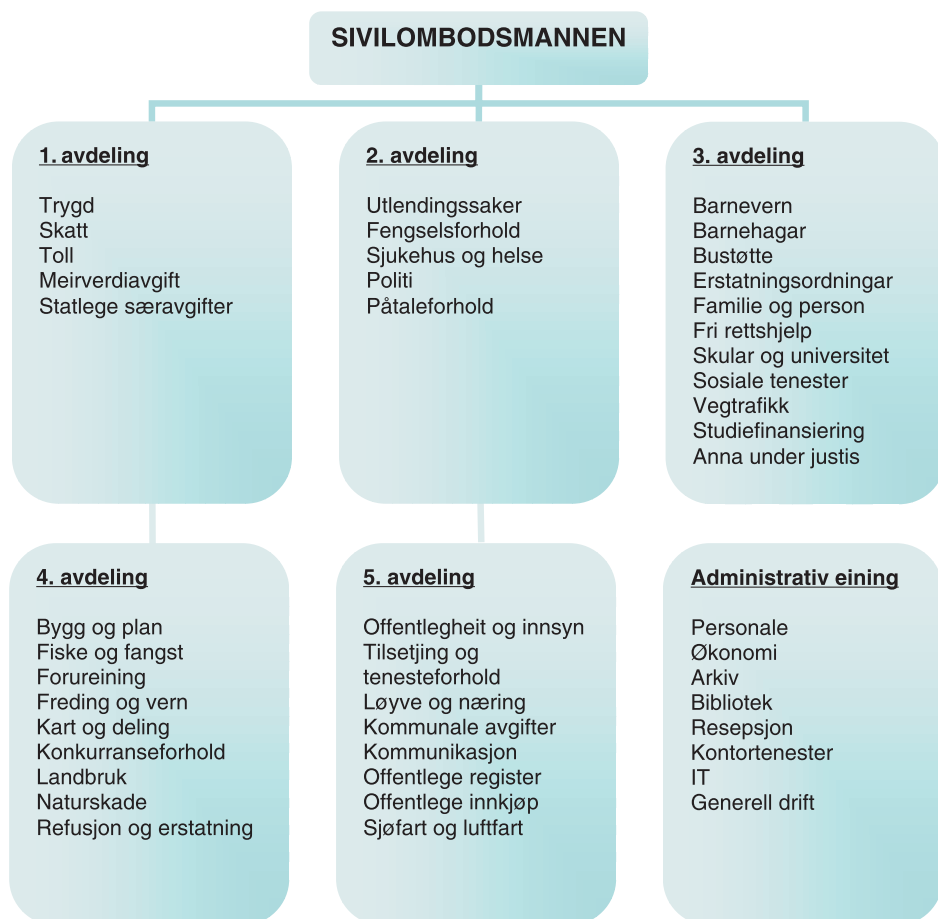 SIVILOMBODSMANNEN
1. avdeling
Trygd
Skatt
Toll
Meirverdiavgift
Statlege særavgifter
2. avdeling
Utlendingssaker
Fengselsforhold
Sjukehus og helse
Politi
Påtaleforhold
3. avdeling
Barnevern
Barnehagar
Bustøtte
Erstatningsordningar
Familie og person
Fri rettshjelp
Skular og universitet
Sosiale tenester
Vegtrafikk
Studiefinansiering
Anna under justis
4. avdeling
Bygg og plan
Fiske og fangst
Forureining
Freding og vern
Kart og deling
Konkurranseforhold
Landbruk
Naturskade
Refusjon og erstatning
5. avdeling
Offentlegheit og innsyn
Tilsetjing og
tenesteforhold
Løyve og næring
Kommunale avgifter
Kommunikasjon
Offentlege register
Offentlege innkjøp
Sjøfart og luftfart
Administrativ eining
Personale
Økonomi
Arkiv
Bibliotek
Resepsjon
Kontortenester
IT
Generell drift